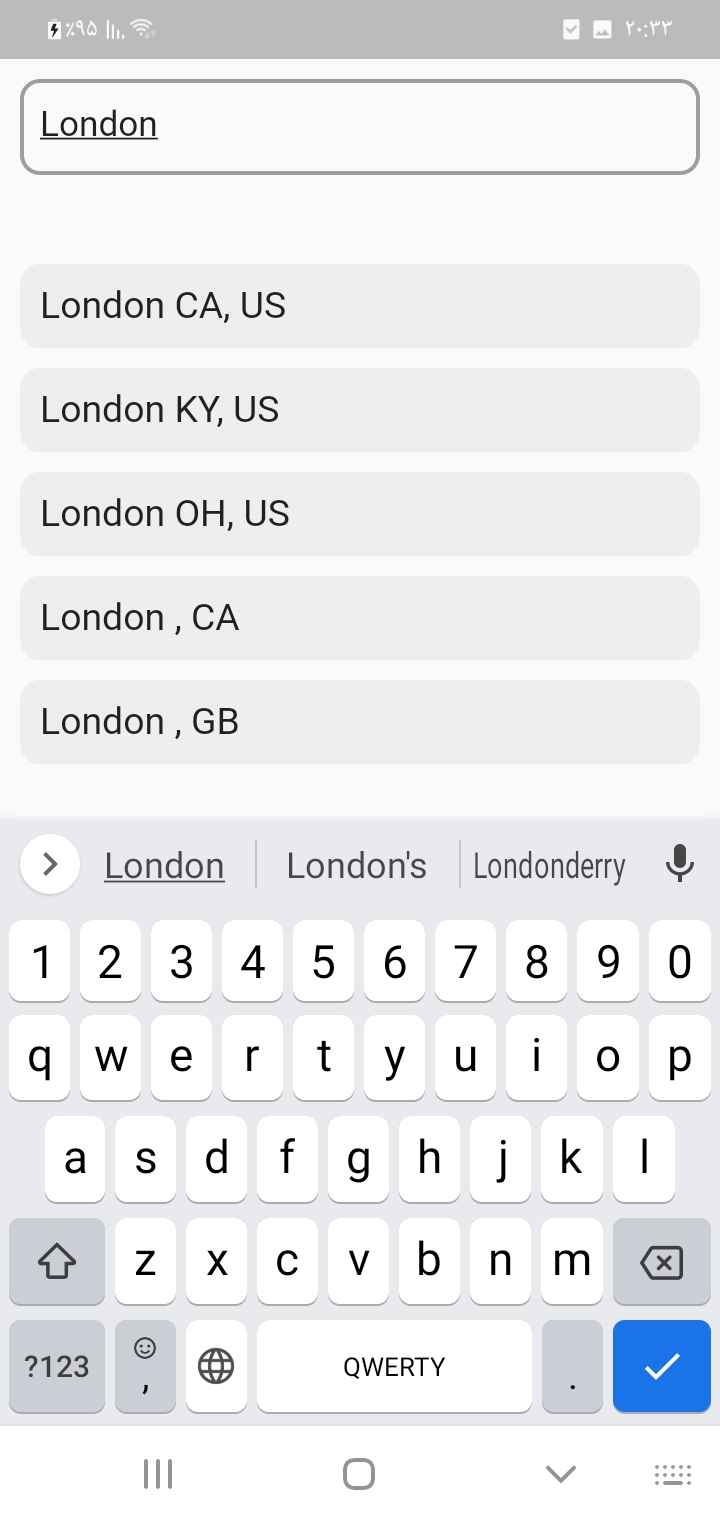 ٪۹۵ ۲۰:۳۳
London
London CA, US
London KY, US
London OH, US
London , CA
London , GB
London London's Londonderry
1 2 3 4 5 6 7 8 9 0
q w e r t y u i o p
a s d f g h j k l
z x c v b n m
?123 , QWERTY .